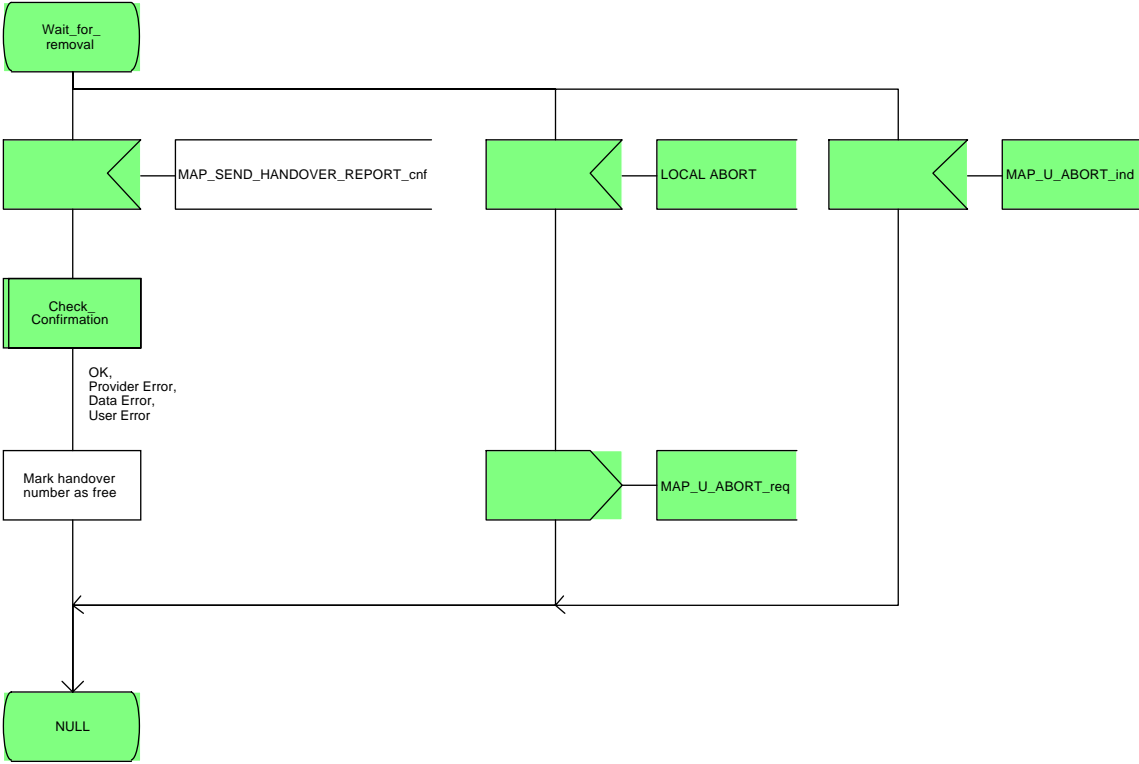 Wait_for_
removal
MAP_SEND_HANDOVER_REPORT_cnf
LOCAL ABORT
MAP_U_ABORT_ind
Check_
Confirmation
OK,
Provider Error,
Data Error,
User Error
Mark handover
number as free
MAP_U_ABORT_req
NULL